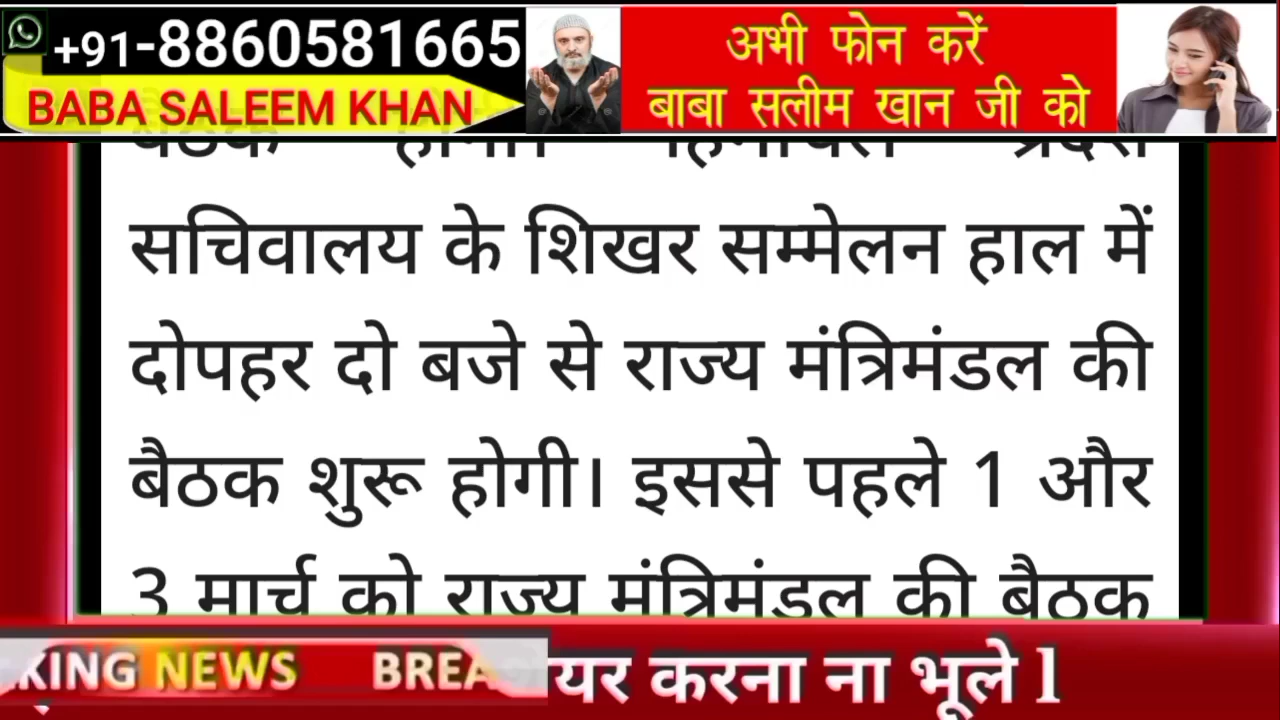 +91-8860581665
BABA SALEEM KHAN
अभी फोन करें
बाबा सलीम खान जी को
सचिवालय के शिखर सम्मेलन हाल में
दोपहर दो बजे से राज्य मंत्रिमंडल की
बैठक शुरू होगी। इससे पहले 1 और
3 मार्च को राज्य मंत्रिमंडल की बैठक
KING NEWS BREA
यर करना ना भूले l